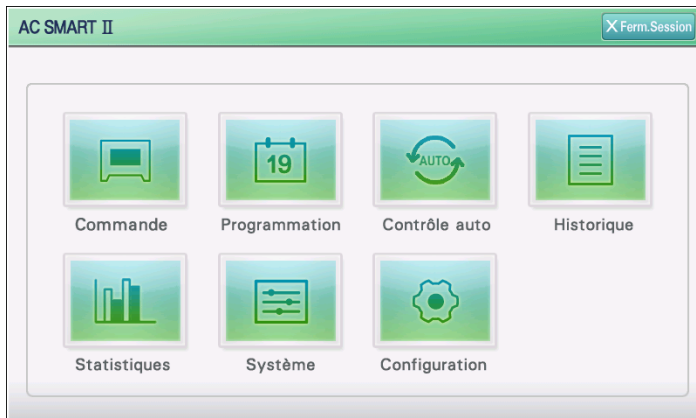 AC SMART II
X Ferm.Session
19
AUTO
Commande Programmation Contrôle auto Historique
Statistiques Système Configuration